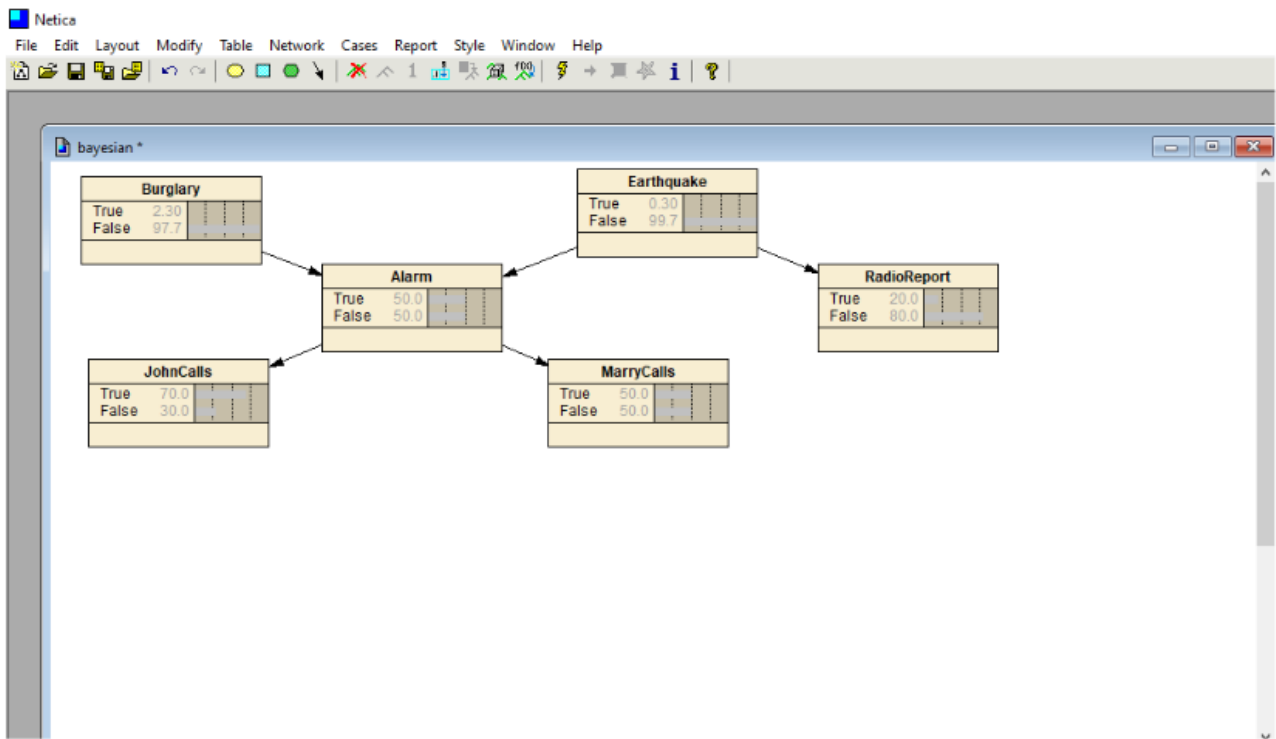 Netica
File Edit Layout Modify Table Network Cases Report Style Window Help
bayesian *
Burglary
True 2.30
False 97.7
Earthquake
True 0.30
False 99.7
Alarm
True 50.0
False 50.0
RadioReport
True 20.0
False 80.0
JohnCalls
True 70.0
False 30.0
MarryCalls
True 50.0
False 50.0